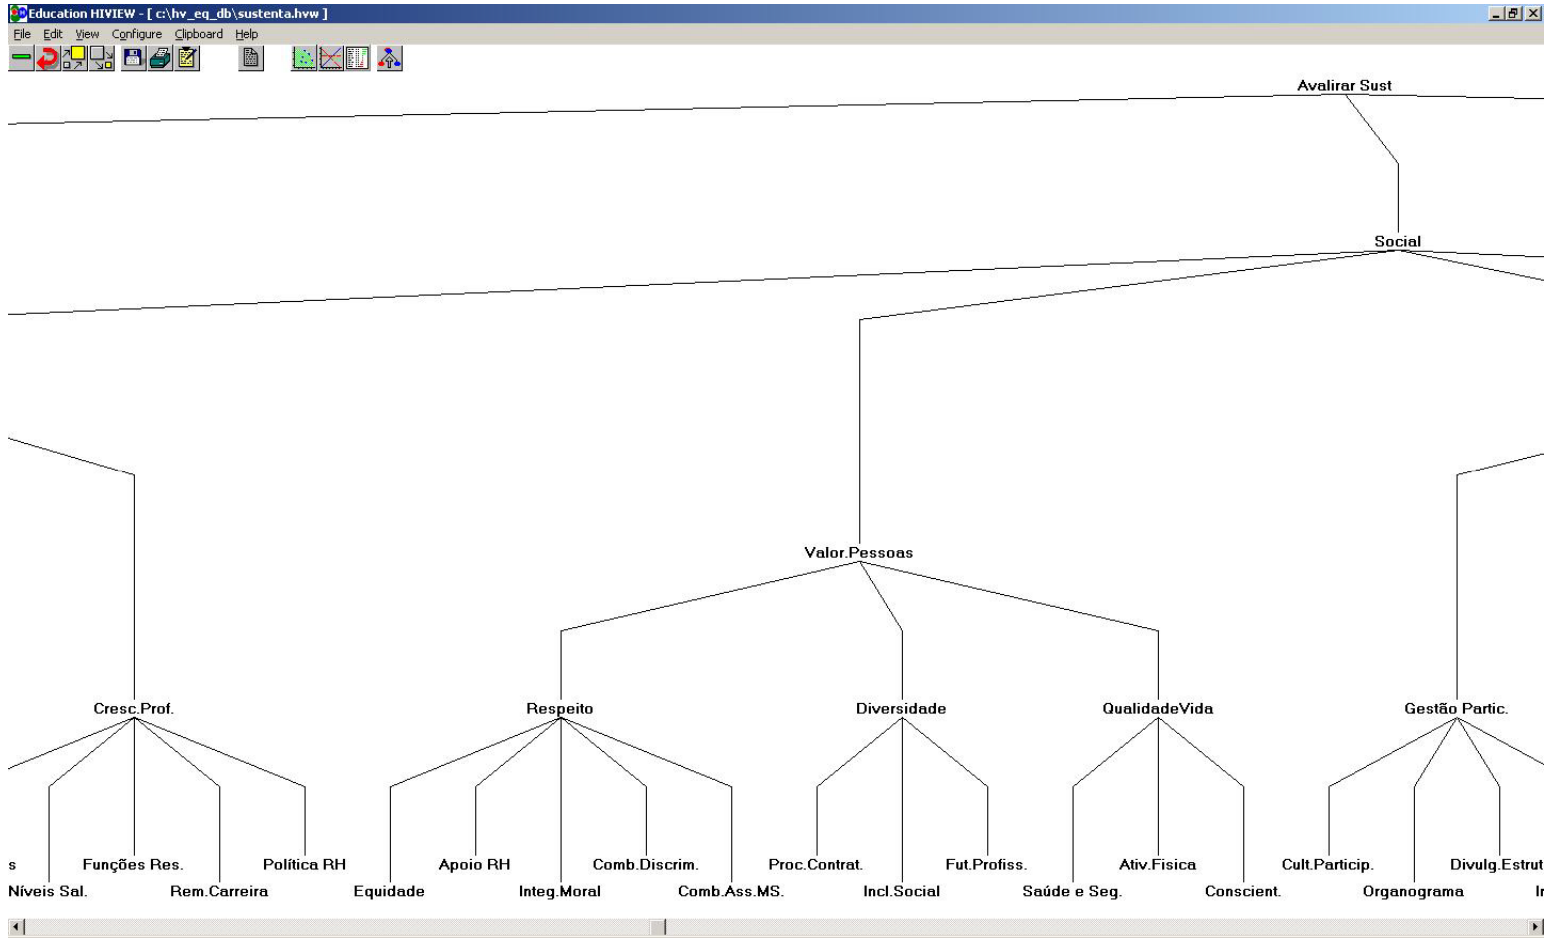 Education HIVIEW - [ c:\hv_eq_db\sustenta.hvw ]
File Edit View Configure Clipboard Help
Avalirar Sust
Social
Valor.Pessoas
Cresc.Prof. Respeito Diversidade QualidadeVida Gestão Partic.
s Funções Res. Política RH Apoio RH Comb.Discrim. Proc.Contrat. Fut.Profiss. Ativ.Fisica Cult.Particip. Divulg.Estrut
Níveis Sal. Rem.Carreira Equidade Integ.Moral Comb.Ass.MS. Incl.Social Saúde e Seg. Conscient. Organograma Ir